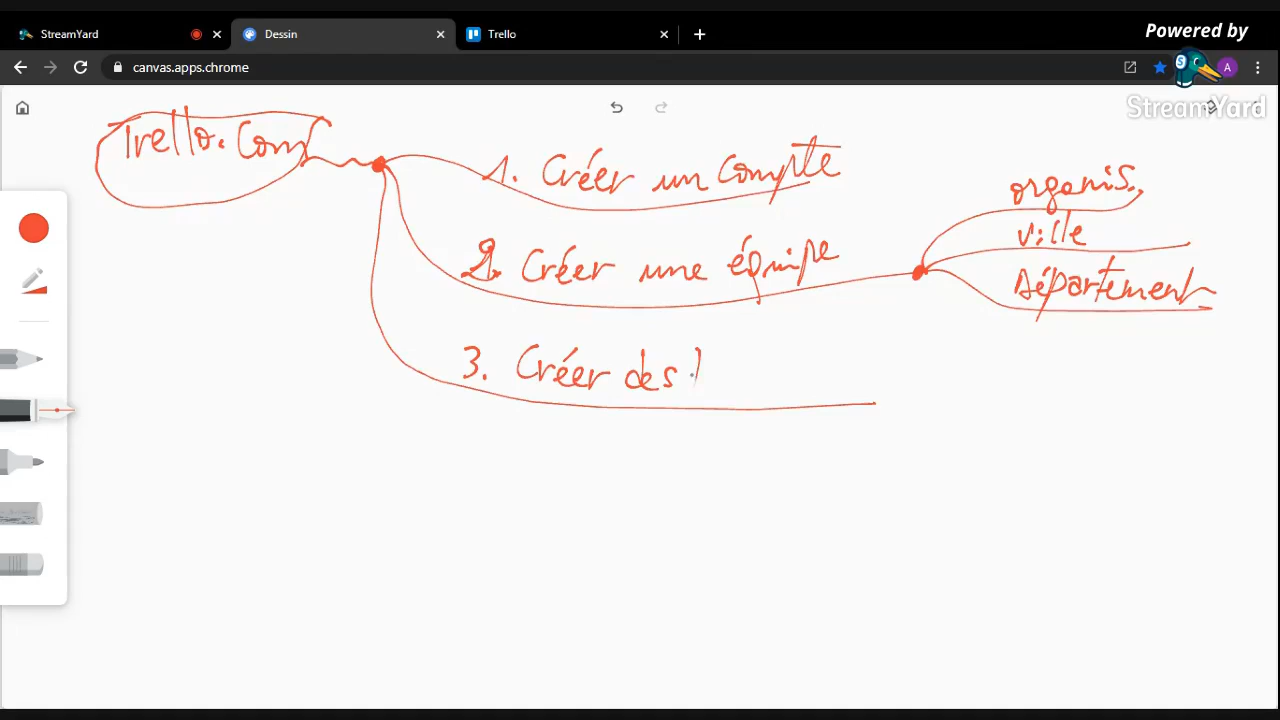 Powered by
StreamYard
Dessin
Trello
canvas.apps.chrome
A
StreamYard
Trello.Com
1. Créer un Compte
organis..
ville
2. Créer une équipe
Département
3. Créer des